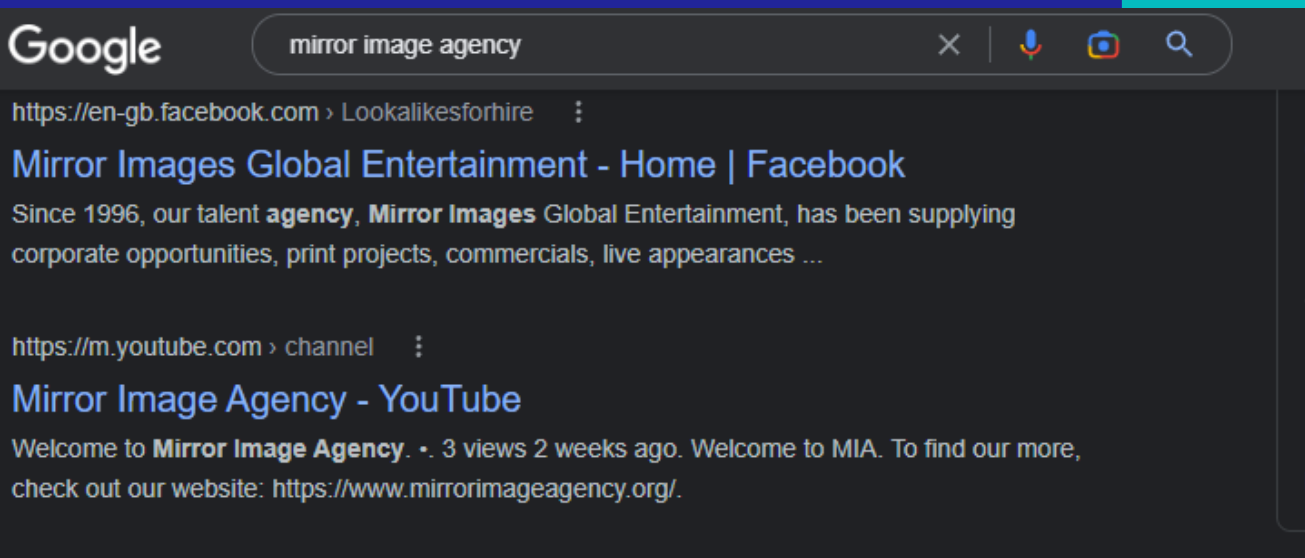 Google
mirror image agency
https://en-gb.facebook.com › Lookalikesforhire
Mirror Images Global Entertainment - Home | Facebook
Since 1996, our talent agency, Mirror Images Global Entertainment, has been supplying
corporate opportunities, print projects, commercials, live appearances ...
https://m.youtube.com › channel
Mirror Image Agency - YouTube
Welcome to Mirror Image Agency. •. 3 views 2 weeks ago. Welcome to MIA. To find our more,
check out our website: https://www.mirrorimageagency.org/.